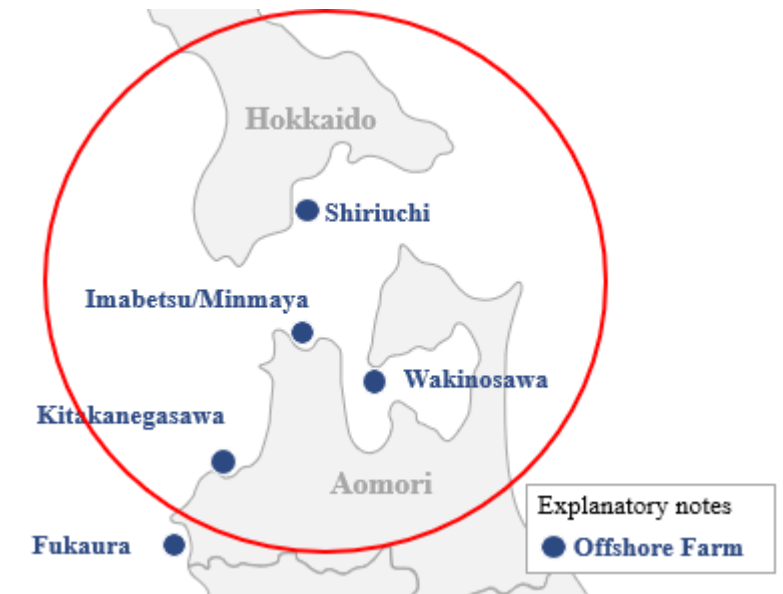 Hokkaido
Shiriuchi
Imabetsu/Minmaya
Wakinosawa
Kitakanegasawa
Aomori
Explanatory notes
Offshore Farm
Fukaura